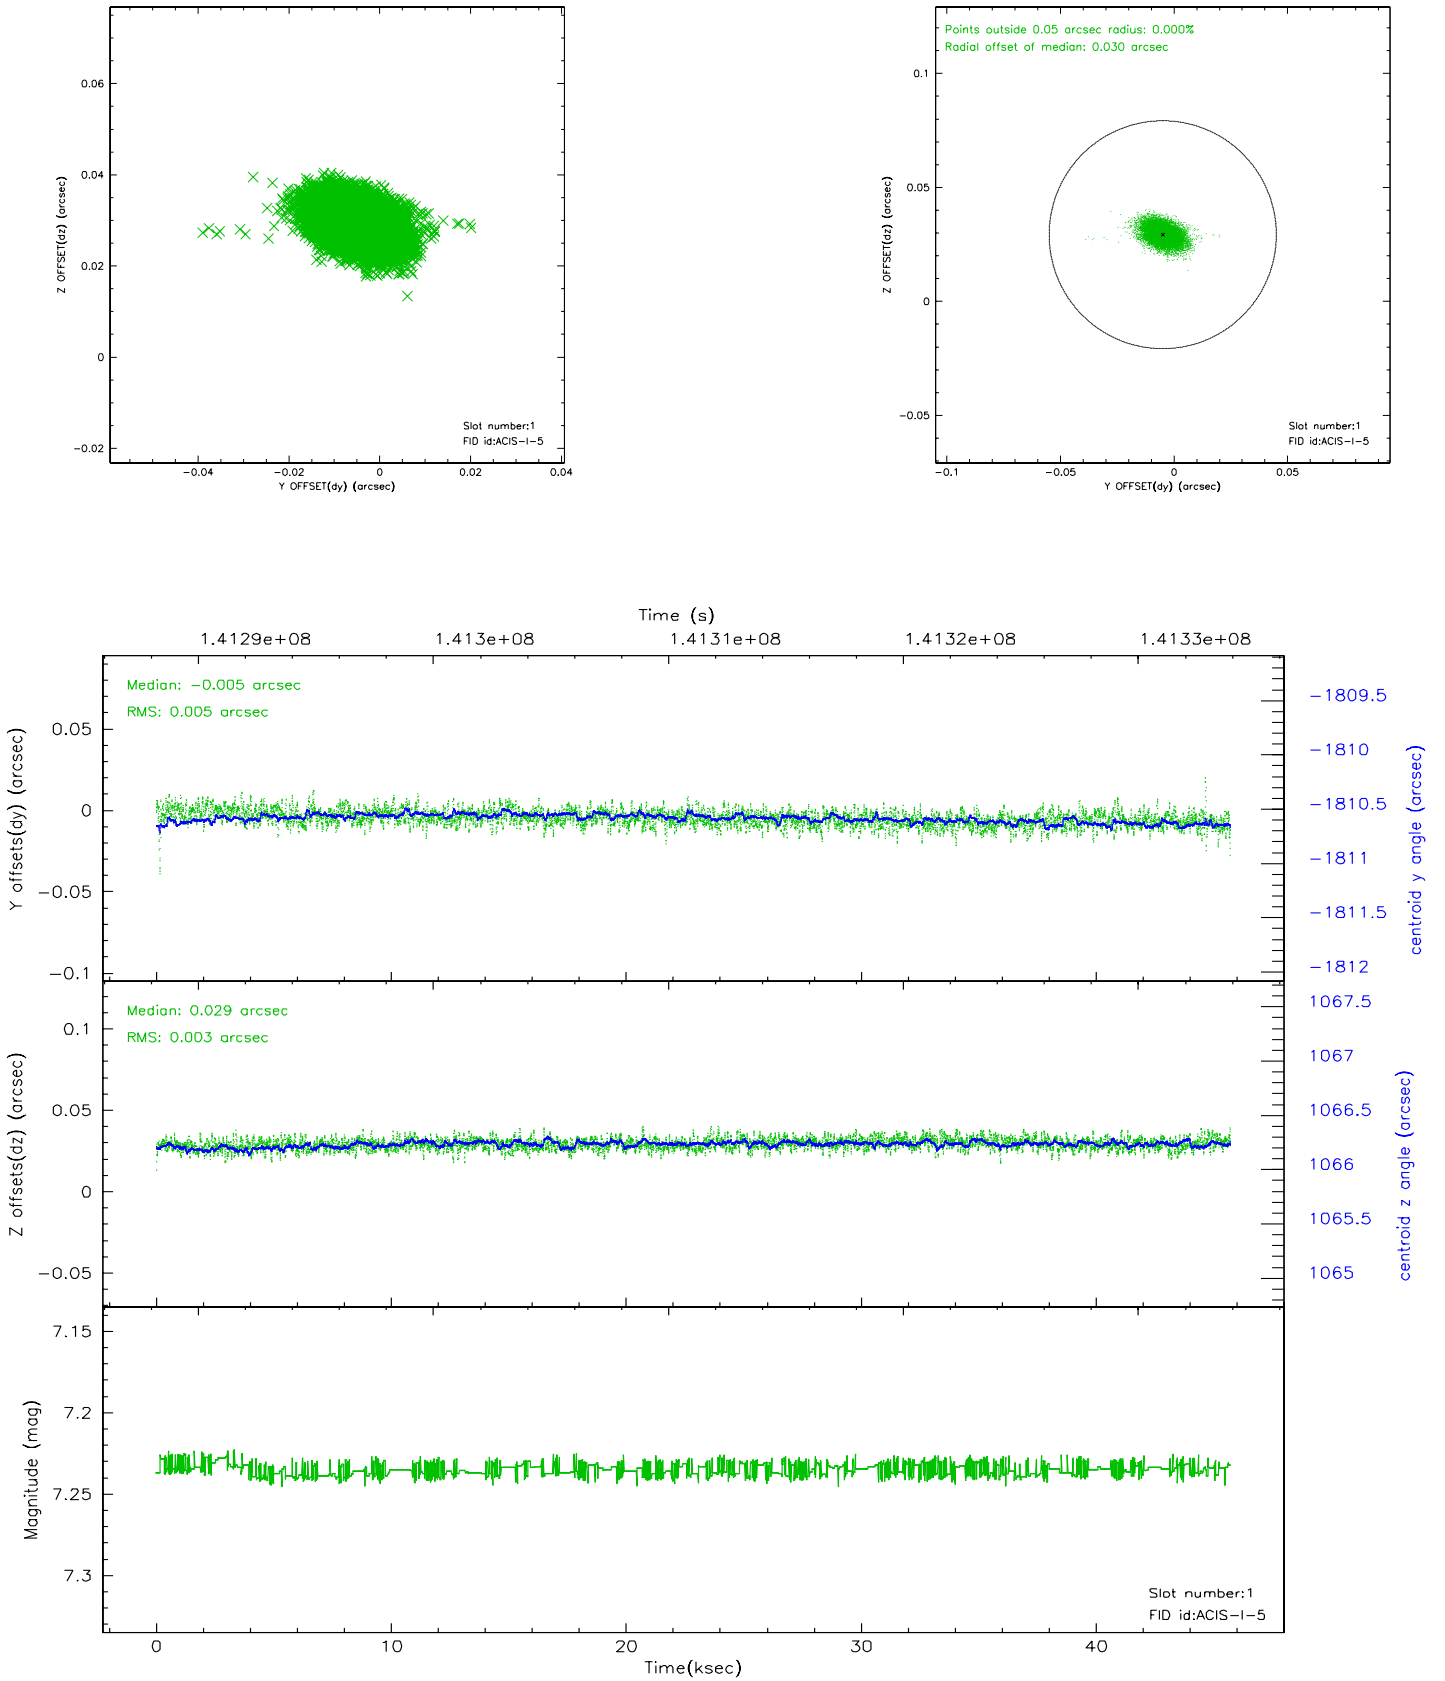 0.06
0.04
0.02
0
−0.02
Z OFFSET(dz) (arcsec)
Slot number:1
FID id:ACIS−I−5
−0.04 −0.02 0 0.02 0.04
Y OFFSET(dy) (arcsec)
Points outside 0.05 arcsec radius: 0.000%
Radial offset of median: 0.030 arcsec
0.1
0.05
0
−0.05
Z OFFSET(dz) (arcsec)
Slot number:1
FID id:ACIS−I−5
−0.1 −0.05 0 0.05
Y OFFSET(dy) (arcsec)
Time (s)
1.4129e+08 1.413e+08 1.4131e+08 1.4132e+08 1.4133e+08
Median: −0.005 arcsec
RMS: 0.005 arcsec
0.05
0
−0.05
−0.1
Y offsets(dy) (arcsec)
−1809.5
−1810
−1810.5
−1811
−1811.5
−1812
centroid y angle (arcsec)
Median: 0.029 arcsec
RMS: 0.003 arcsec
0.1
0.05
0
−0.05
Z offsets(dz) (arcsec)
1067.5
1067
1066.5
1066
1065.5
1065
centroid z angle (arcsec)
7.15
7.2
7.25
7.3
Magnitude (mag)
Slot number:1
FID id:ACIS−I−5
0 10 20 30 40
Time(ksec)